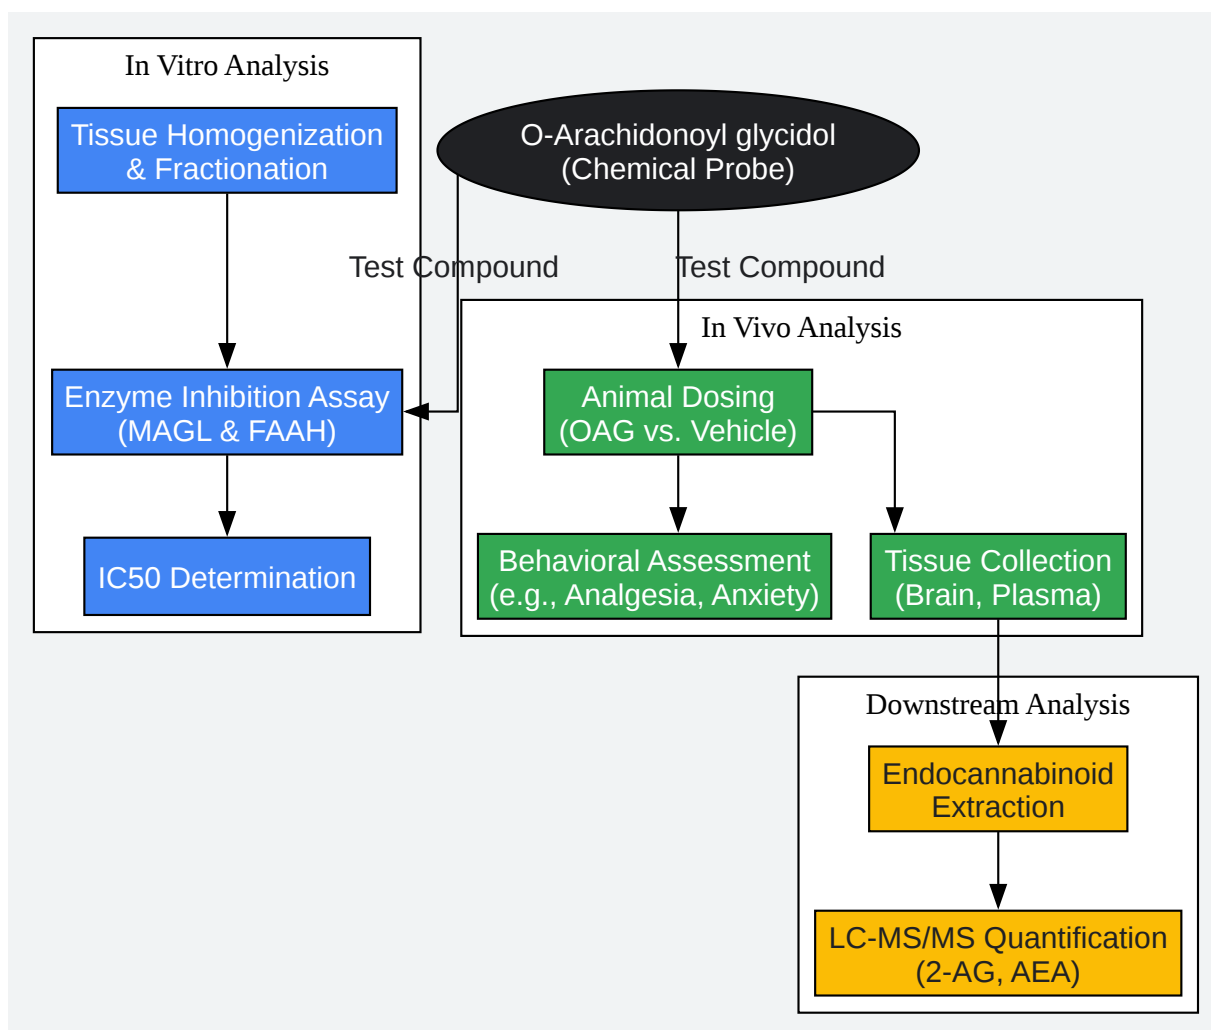 In Vitro Analysis
Tissue Homogenization
& Fractionation
O-Arachidonoyl glycidol
(Chemical Probe)
Test Compound
Test Compound
Enzyme Inhibition Assay
(MAGL & FAAH)
IC50 Determination
In Vivo Analysis
Animal Dosing
(OAG vs. Vehicle)
Behavioral Assessment
(e.g., Analgesia, Anxiety)
Tissue Collection
(Brain, Plasma)
Downstream Analysis
Endocannabinoid
Extraction
LC-MS/MS Quantification
(2-AG, AEA)